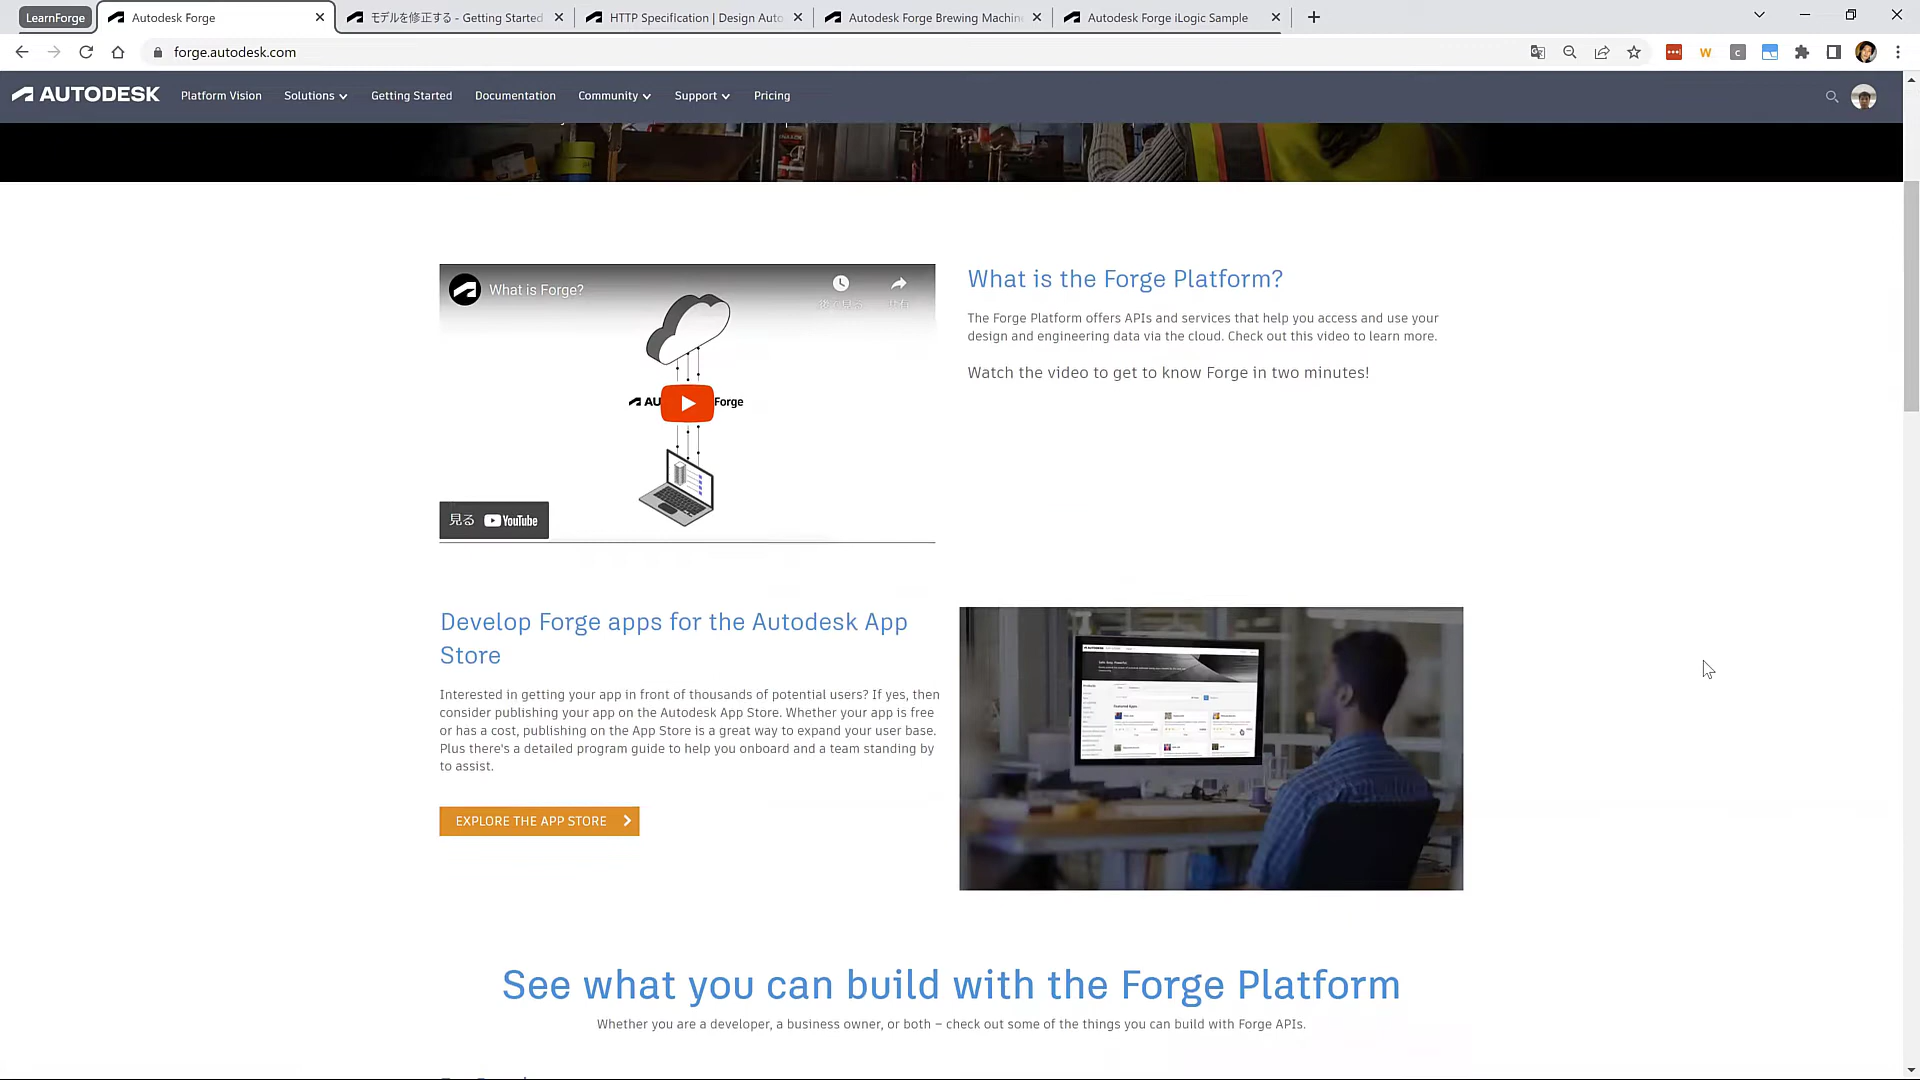 LearnForge
Autodesk Forge
モデルを修正する - Getting Started
HTTP Specification | Design Auto
Autodesk Forge Brewing Machin
Autodesk Forge iLogic Sample
forge.autodesk.com
AUTODESK
Platform Vision
Solutions
Getting Started
Documentation
Community
Support
Pricing
What is Forge?
後で見る
共有
AU
Forge
見る YouTube
What is the Forge Platform?
The Forge Platform offers APIs and services that help you access and use your
design and engineering data via the cloud. Check out this video to learn more.
Watch the video to get to know Forge in two minutes!
Develop Forge apps for the Autodesk App
Store
Interested in getting your app in front of thousands of potential users? If yes, then
consider publishing your app on the Autodesk App Store. Whether your app is free
or has a cost, publishing on the App Store is a great way to expand your user base.
Plus there's a detailed program guide to help you onboard and a team standing by
to assist.
EXPLORE THE APP STORE
See what you can build with the Forge Platform
Whether you are a developer, a business owner, or both – check out some of the things you can build with Forge APIs.